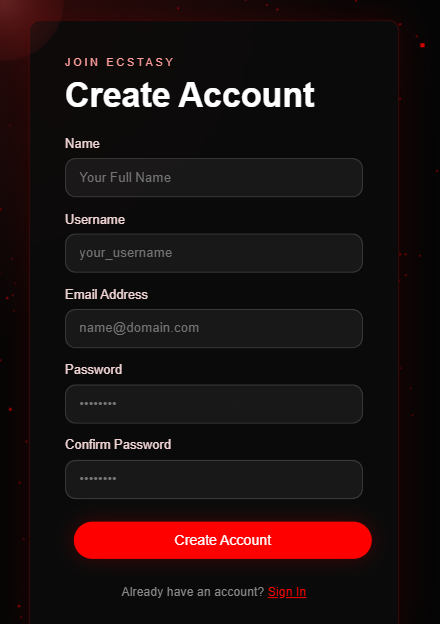 JOIN ECSTASY
Create Account
Name
Your Full Name
Username
your_username
Email Address
name@domain.com
Password
••••••••
Confirm Password
••••••••
Create Account
Already have an account? Sign In